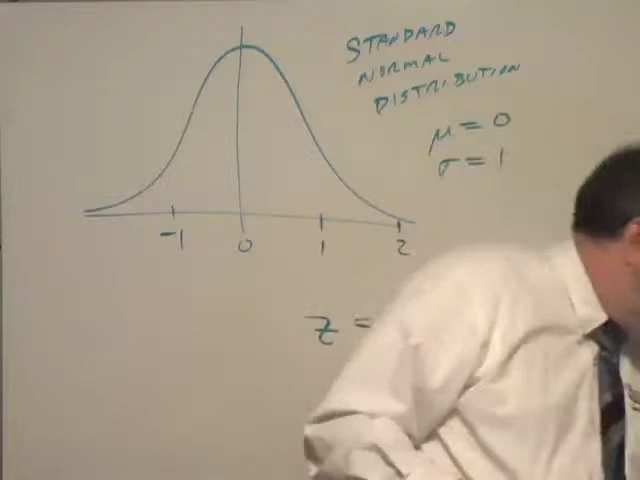 STANDARD
NORMAL
DISTRIBUTION
μ = 0
σ = 1
-1 0 1 2
z =